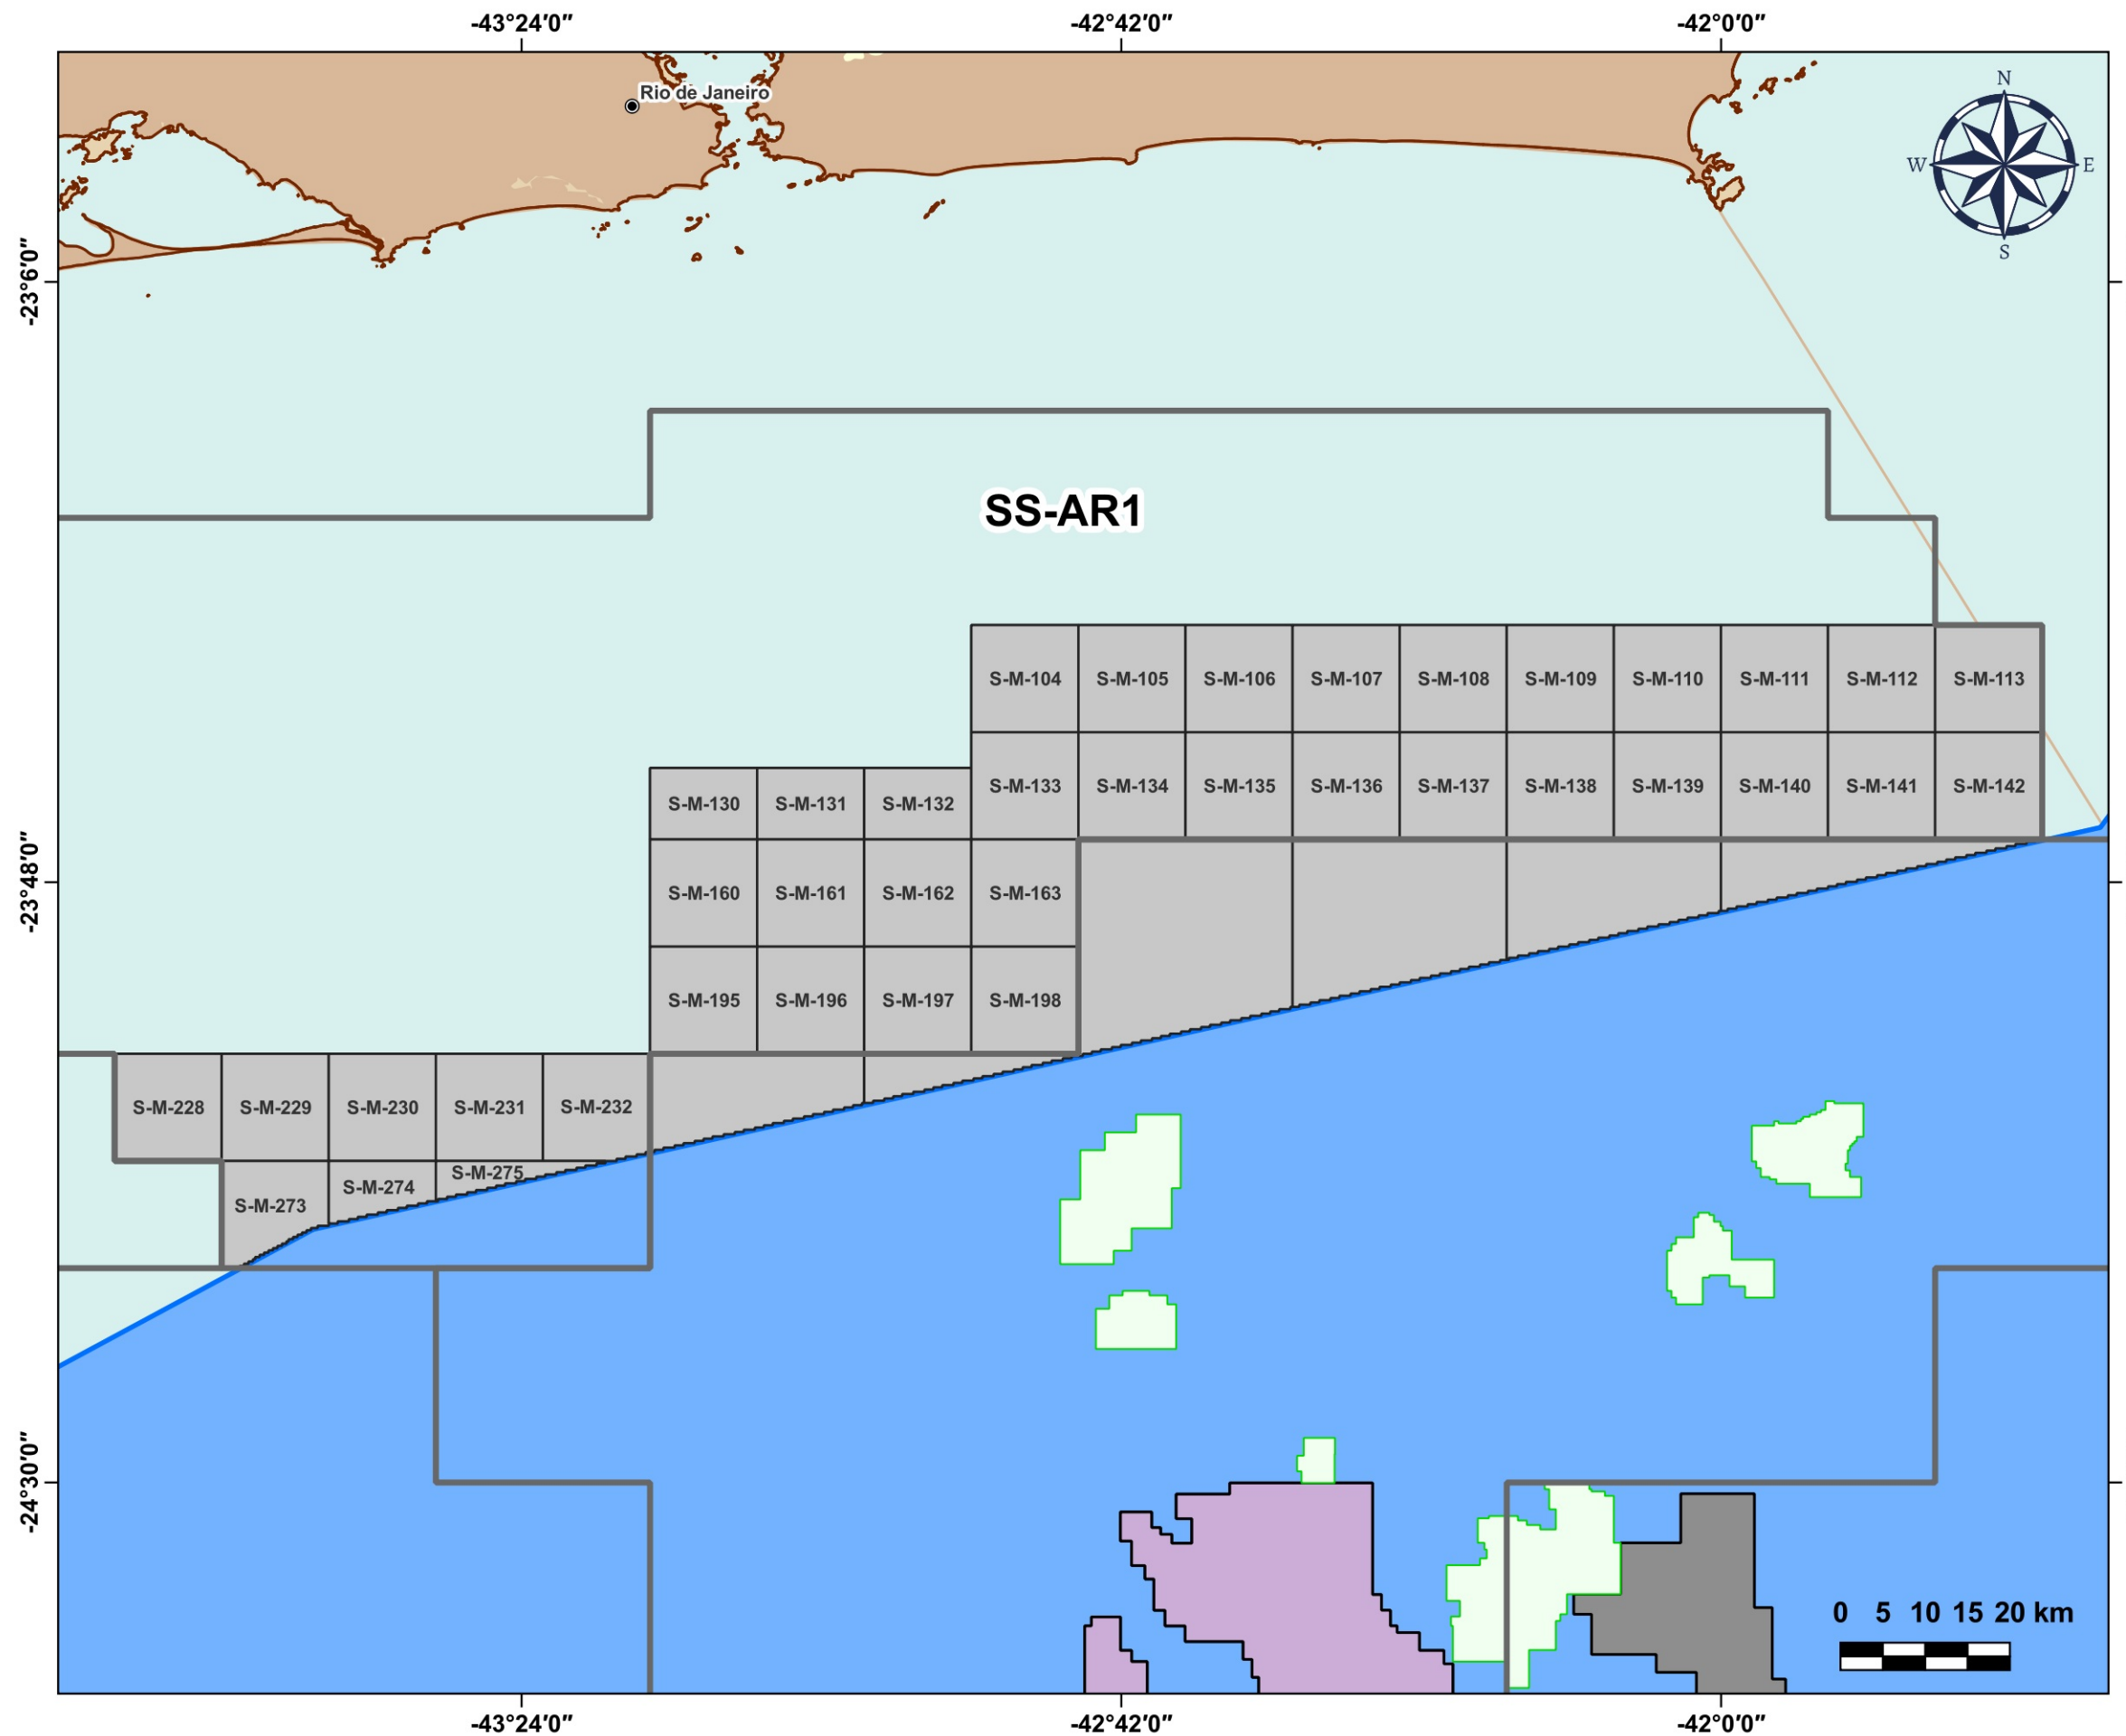 -43°24′0″ -42°42′0″ -42°0′0″
N
Rio de Janeiro
W E
S
-23°6′0″
SS-AR1
S-M-104 S-M-105 S-M-106 S-M-107 S-M-108 S-M-109 S-M-110 S-M-111 S-M-112 S-M-113
S-M-133 S-M-134 S-M-135 S-M-136 S-M-137 S-M-138 S-M-139 S-M-140 S-M-141 S-M-142
S-M-130 S-M-131 S-M-132
-23°48′0″
S-M-160 S-M-161 S-M-162 S-M-163
S-M-195 S-M-196 S-M-197 S-M-198
S-M-228 S-M-229 S-M-230 S-M-231 S-M-232
S-M-273 S-M-274 S-M-275
-24°30′0″
0 5 10 15 20 km
-43°24′0″ -42°42′0″ -42°0′0″